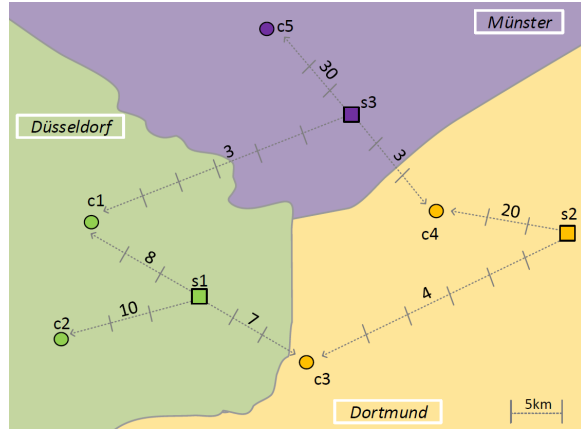 c5
Münster
30
s3
Düsseldorf
3
3
c1
20
s2
c4
8
s1
4
10
7
c2
c3
5km
Dortmund